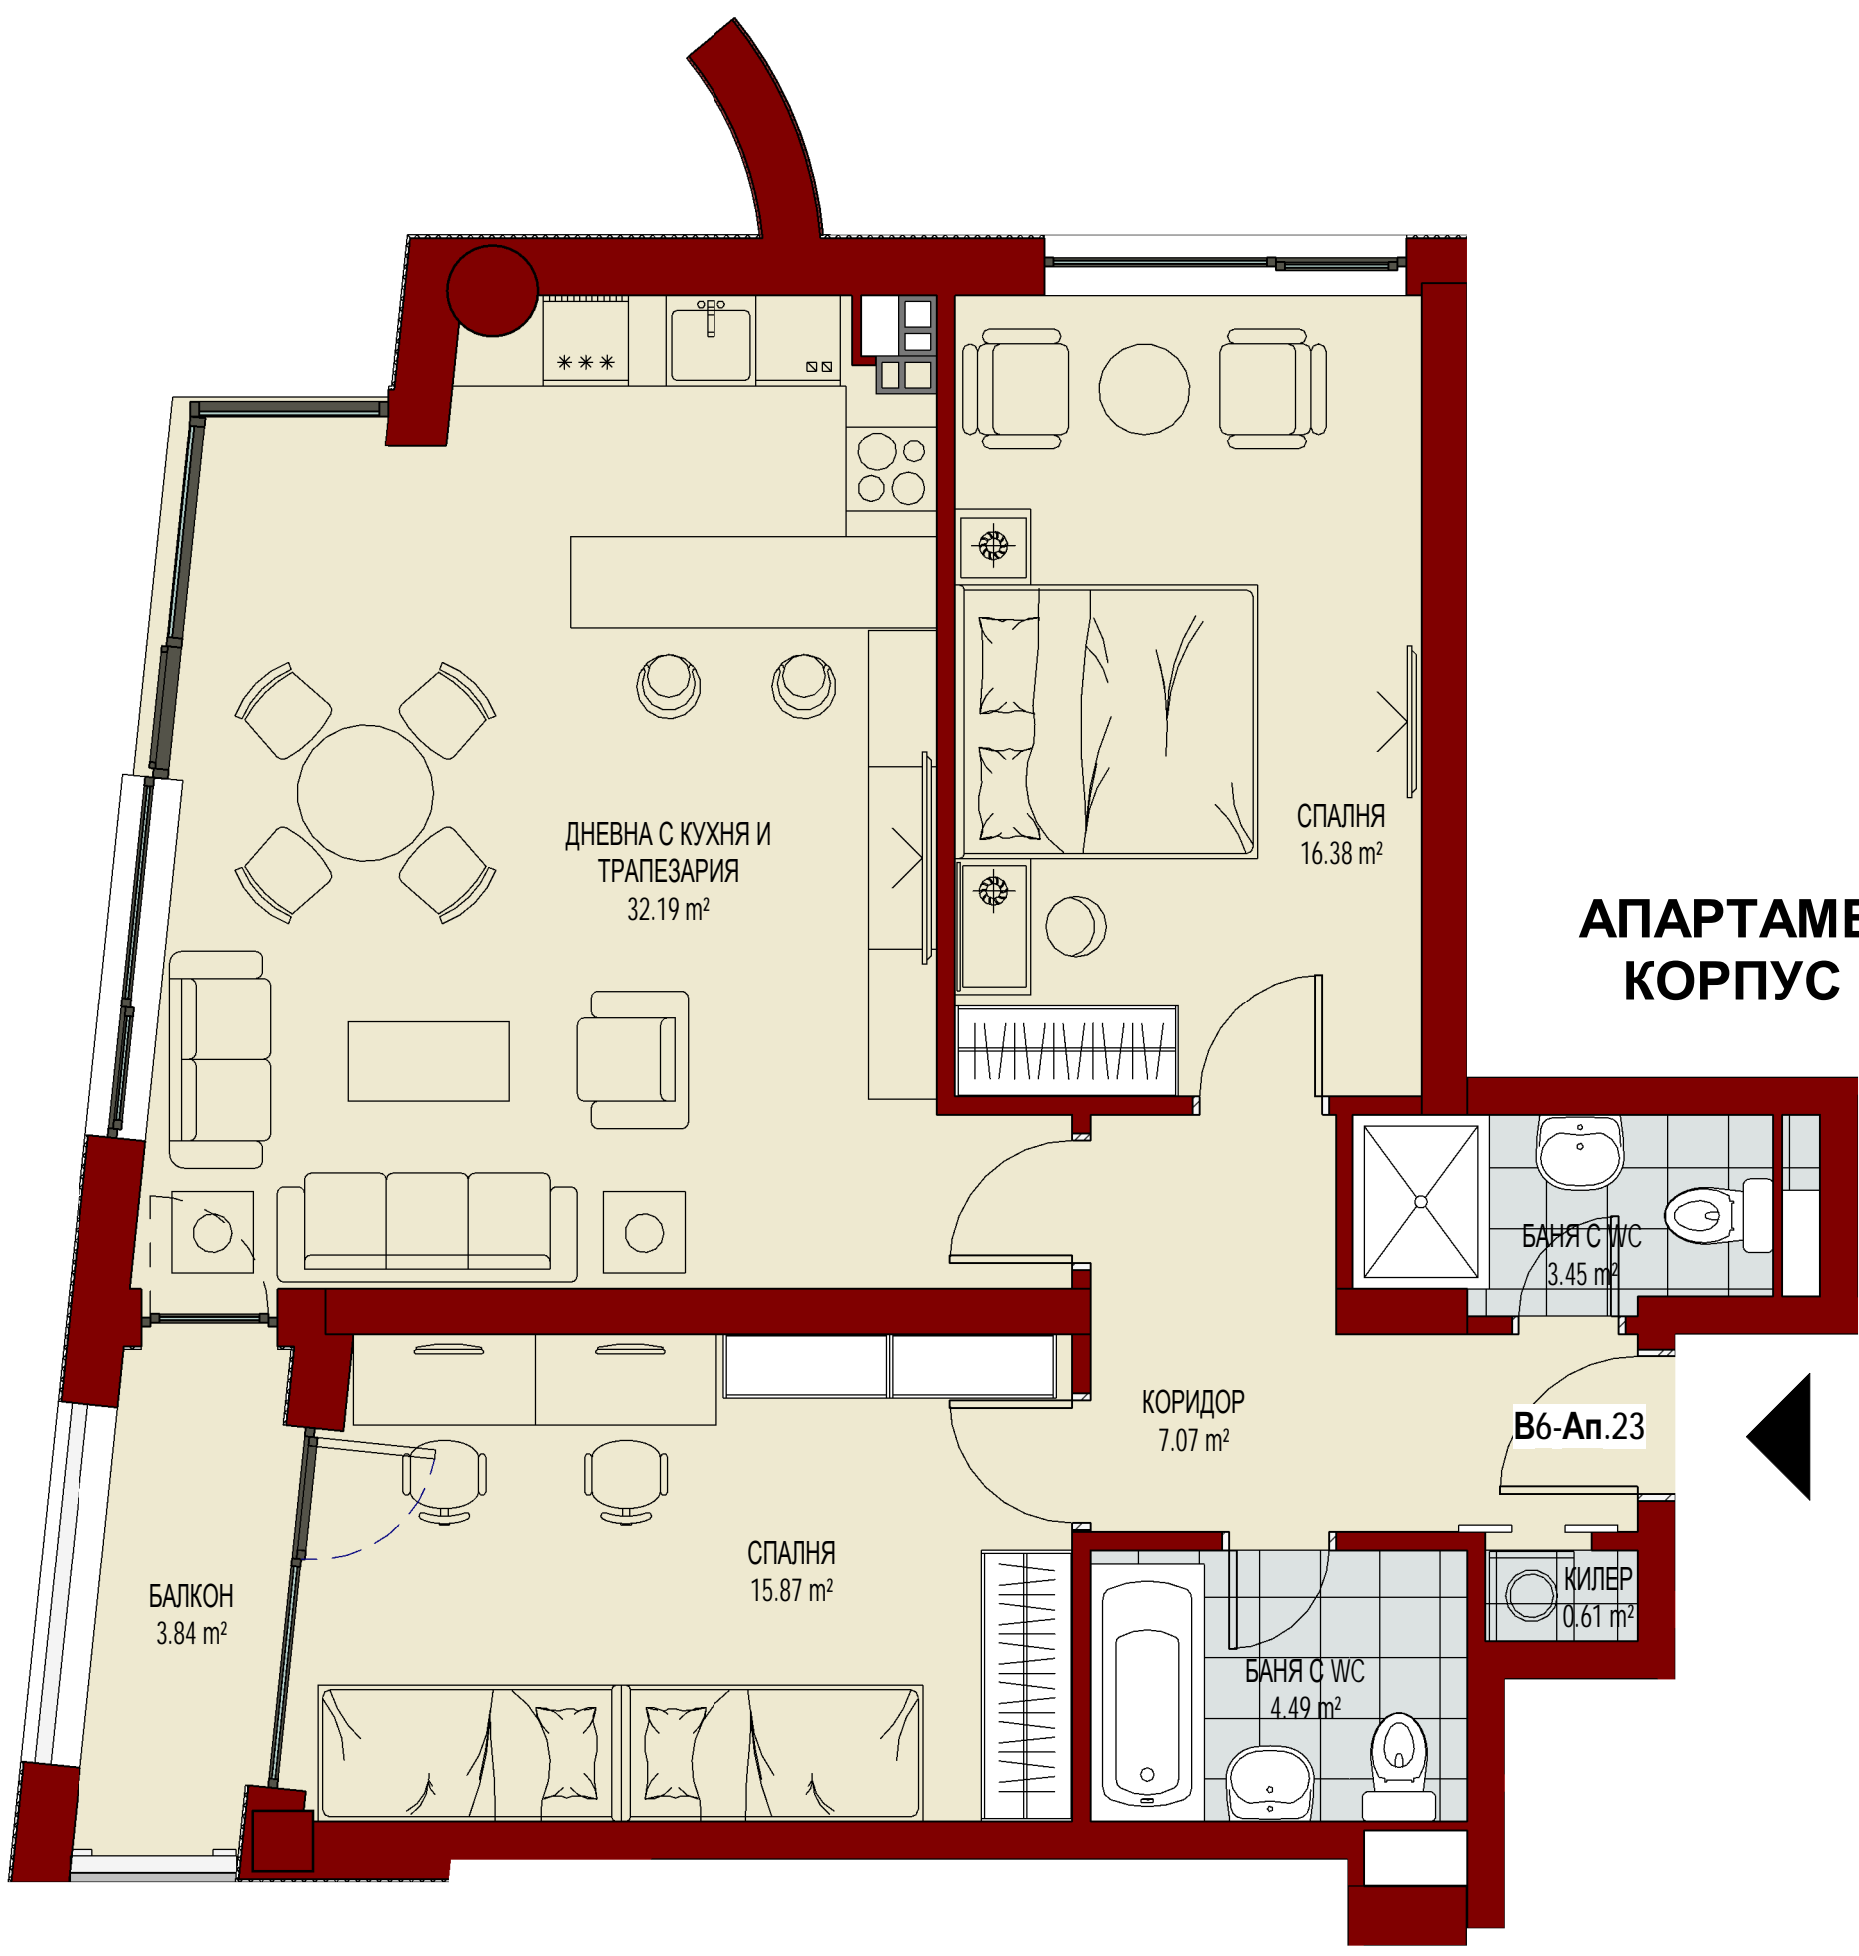 ДНЕВНА С КУХНЯ И
ТРАПЕЗАРИЯ
32.19 m²
СПАЛНЯ
16.38 m²
АПАРТАМЕ
КОРПУС
БАНЯ С WC
3.45 m²
КОРИДОР
7.07 m²
В6-Ап.23
СПАЛНЯ
15.87 m²
БАЛКОН
3.84 m²
КИЛЕР
0.61 m²
БАНЯ С WC
4.49 m²